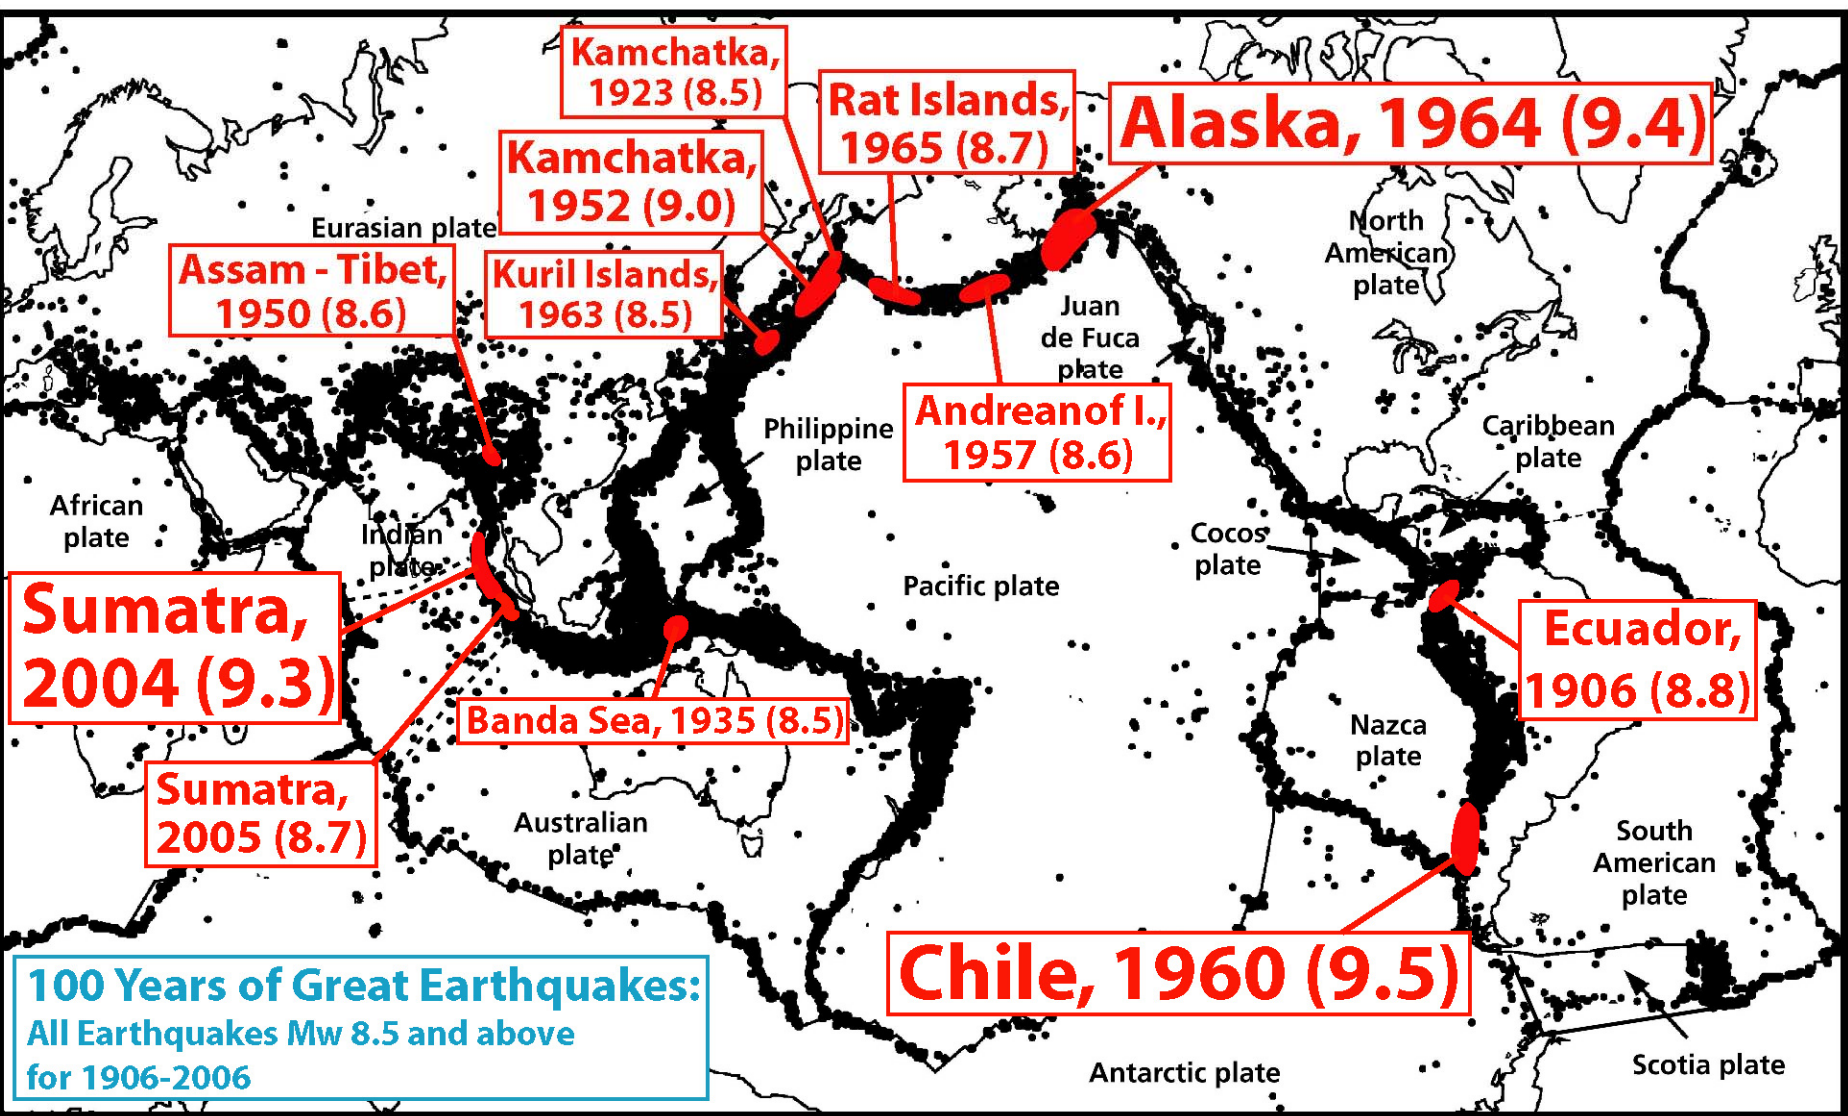 Kamchatka,
1923 (8.5)
Rat Islands,
1965 (8.7)
Alaska, 1964 (9.4)
Kamchatka,
1952 (9.0)
Eurasian plate
North
American
plate
Assam - Tibet,
1950 (8.6)
Kuril Islands,
1963 (8.5)
Juan
de Fuca
plate
Andreanof I.,
1957 (8.6)
Philippine
plate
Caribbean
plate
African
plate
Indian
plate
Cocos
plate
Pacific plate
Sumatra,
2004 (9.3)
Ecuador,
1906 (8.8)
Banda Sea, 1935 (8.5)
Nazca
plate
Sumatra,
2005 (8.7)
Australian
plate
South
American
plate
Chile, 1960 (9.5)
100 Years of Great Earthquakes:
All Earthquakes Mw 8.5 and above
for 1906-2006
Antarctic plate
Scotia plate